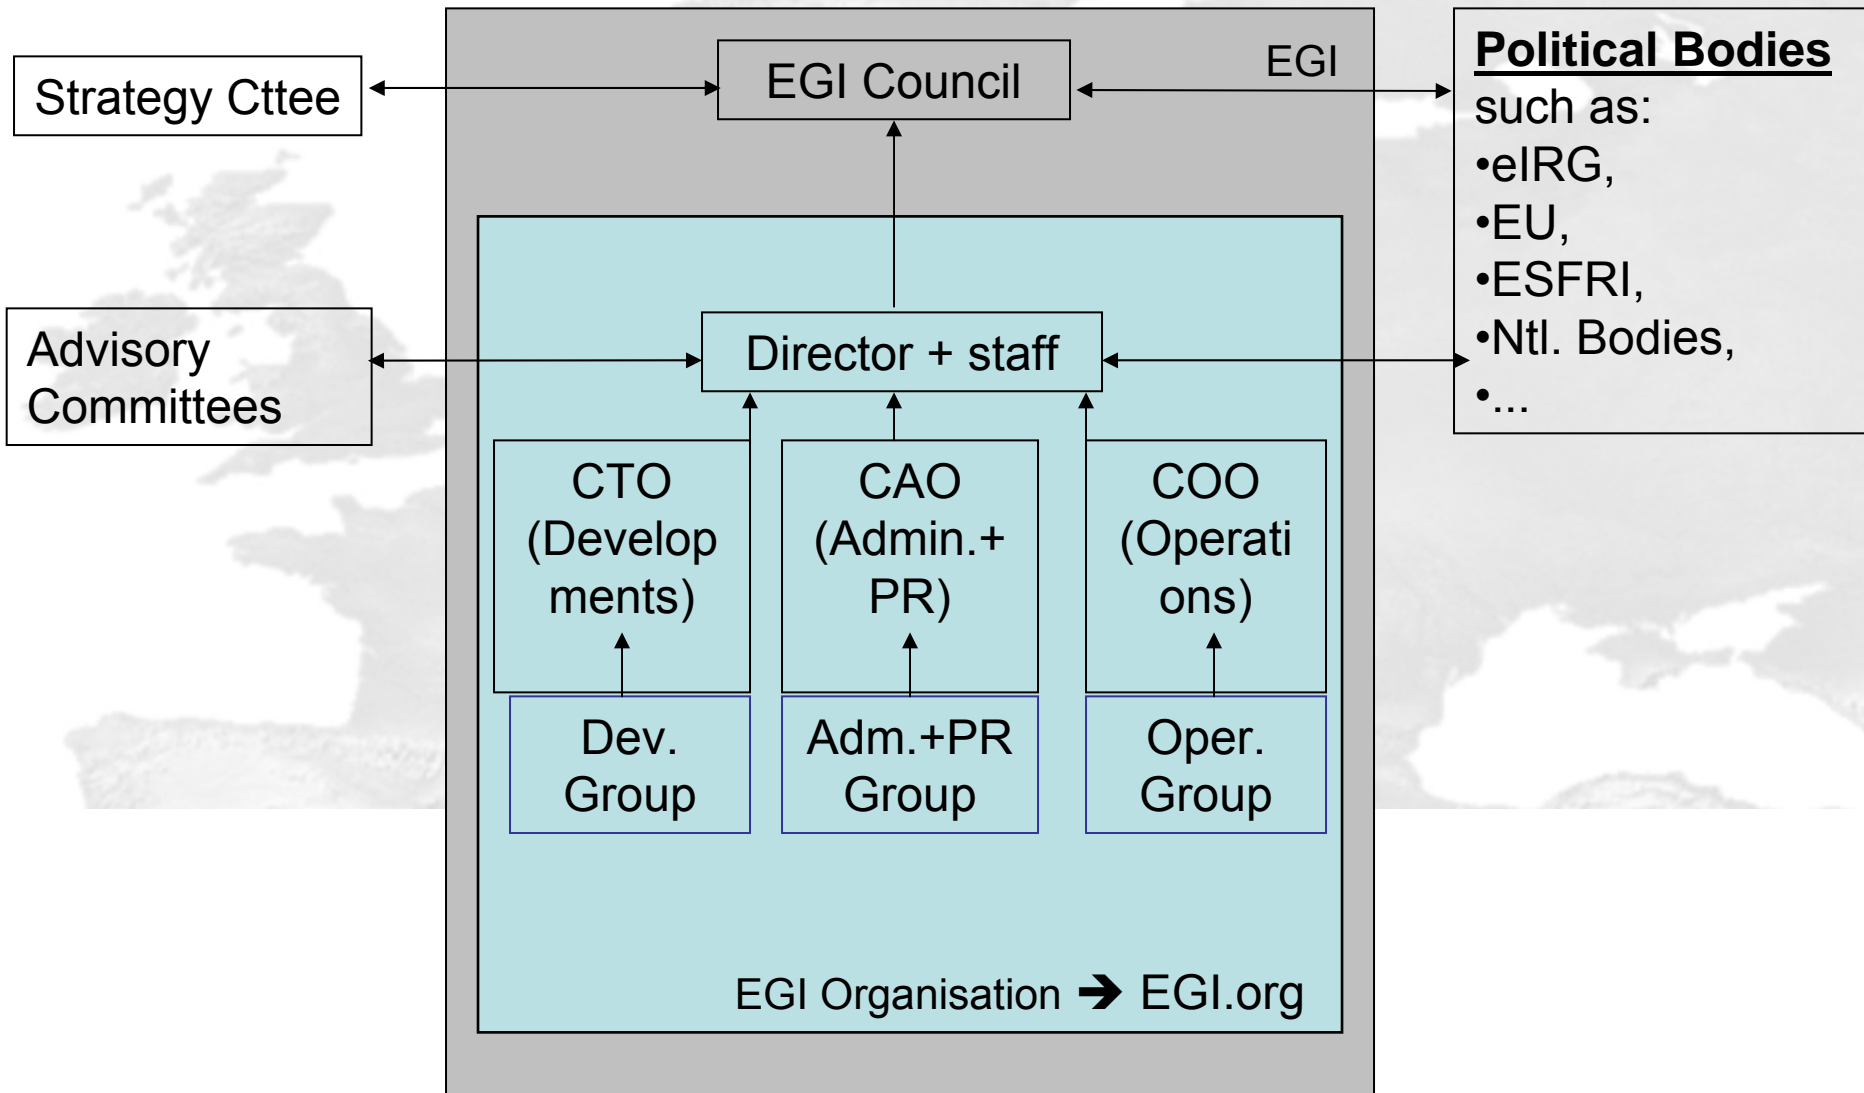 Strategy Cttee
EGI Council
EGI
Political Bodies
such as:
•eIRG,
•EU,
•ESFRI,
•Ntl. Bodies,
•...
Advisory
Committees
Director + staff
CTO
(Develop
ments)
CAO
(Admin.+
PR)
COO
(Operati
ons)
Dev.
Group
Adm.+PR
Group
Oper.
Group
EGI Organisation ➔ EGI.org